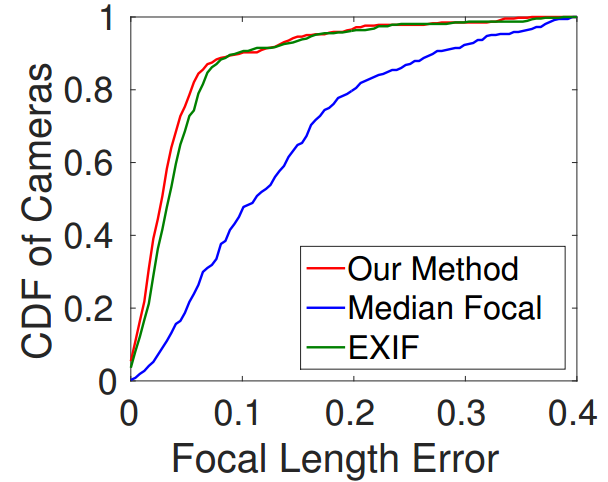 1
0.8
0.6
0.4
0.2
0
CDF of Cameras
Our Method
Median Focal
EXIF
0 0.1 0.2 0.3 0.4
Focal Length Error